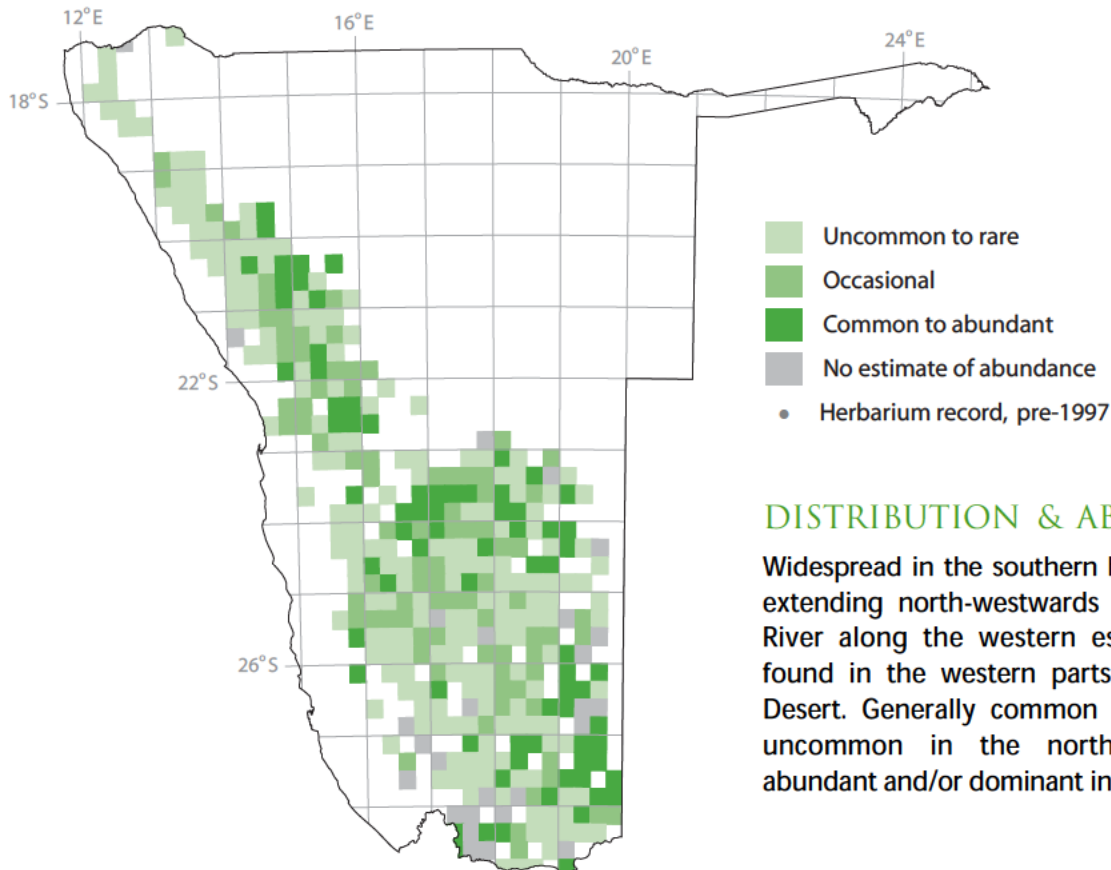 12°E
16°E
20°E
24°E
18°S
22°S
26°S
Uncommon to rare
Occasional
Common to abundant
No estimate of abundance
Herbarium record, pre-1997
DISTRIBUTION & AB
Widespread in the southern
extending north-westwards
River along the western es
found in the western parts
Desert. Generally common
uncommon in the north
abundant and/or dominant in